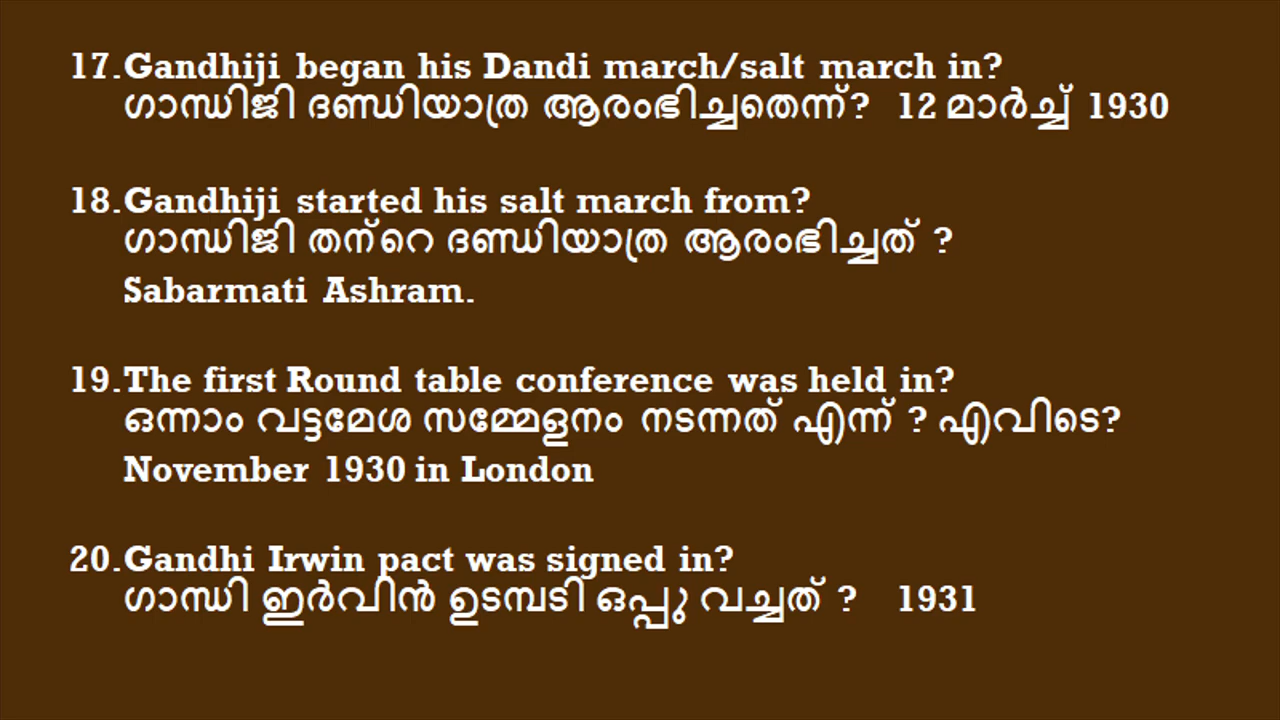 17.Gandhiji began his Dandi march/salt march in?
ഗാന്ധിജി ദണ്ഡിയാത്ര ആരംഭിച്ചതെന്ന്? 12 മാർച്ച് 1930
18.Gandhiji started his salt march from?
ഗാന്ധിജി തന്റെ ദണ്ഡിയാത്ര ആരംഭിച്ചത് ?
Sabarmati Ashram.
19.The first Round table conference was held in?
ഒന്നാം വട്ടമേശ സമ്മേളനം നടന്നത് എന്ന് ? എവിടെ?
November 1930 in London
20.Gandhi Irwin pact was signed in?
ഗാന്ധി ഇർവിൻ ഉടമ്പടി ഒപ്പു വച്ചത് ? 1931